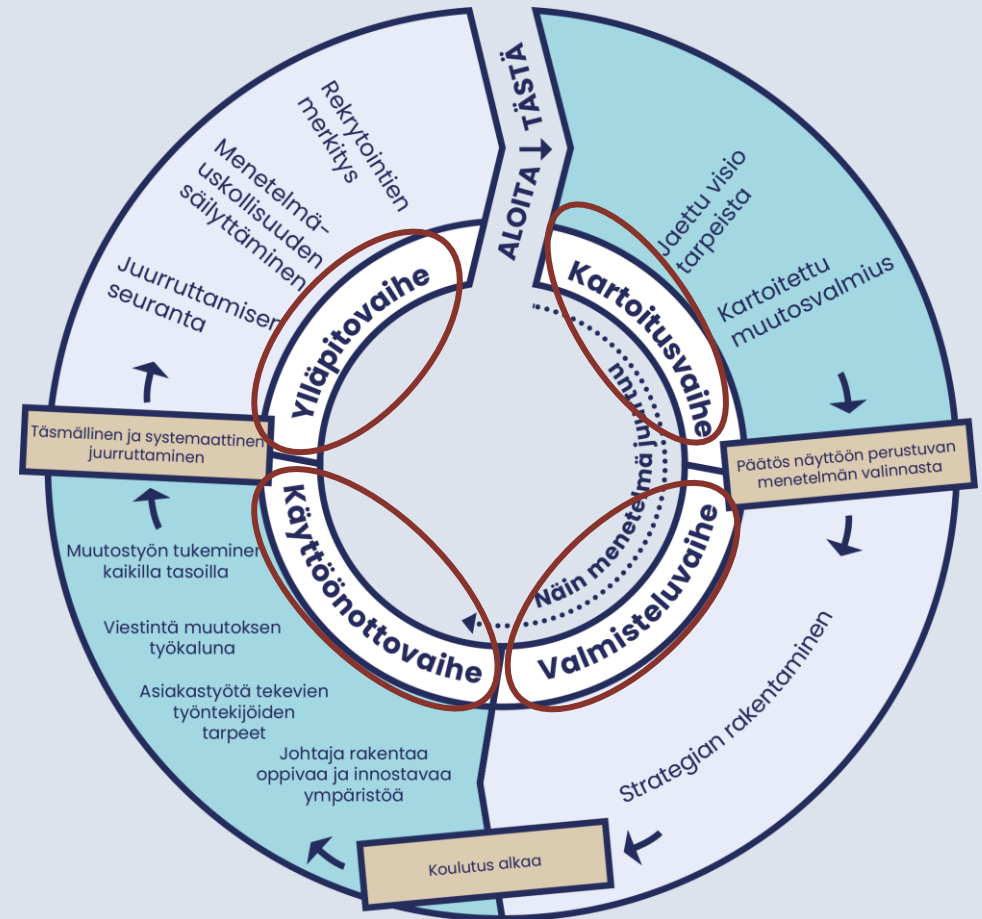 ALOITA TÄSTÄ
Kartoitusvaihe
Jaettu visio
tarpeista
Kartoitettu
muutosvalmius
Päätös näyttöön perustuvan
menetelmän valinnasta
Valmisteluvaihe
Strategian rakentaminen
Koulutus alkaa
Käyttöönottovaihe
Johtaja rakentaa
oppivaa ja innostavaa
ympäristöä
Asiakastyötä tekevien
työntekijöiden
tarpeet
Viestintä muutoksen
työkaluna
Muutostyön tukeminen
kaikilla tasoilla
Täsmällinen ja systemaattinen
juurruttaminen
Ylläpitovaihe
Juurruttamisen
seuranta
Menetelmä-
uskollisuuden
säilyttäminen
Rekrytointien
merkitys
Näin menetelmä juurtuu